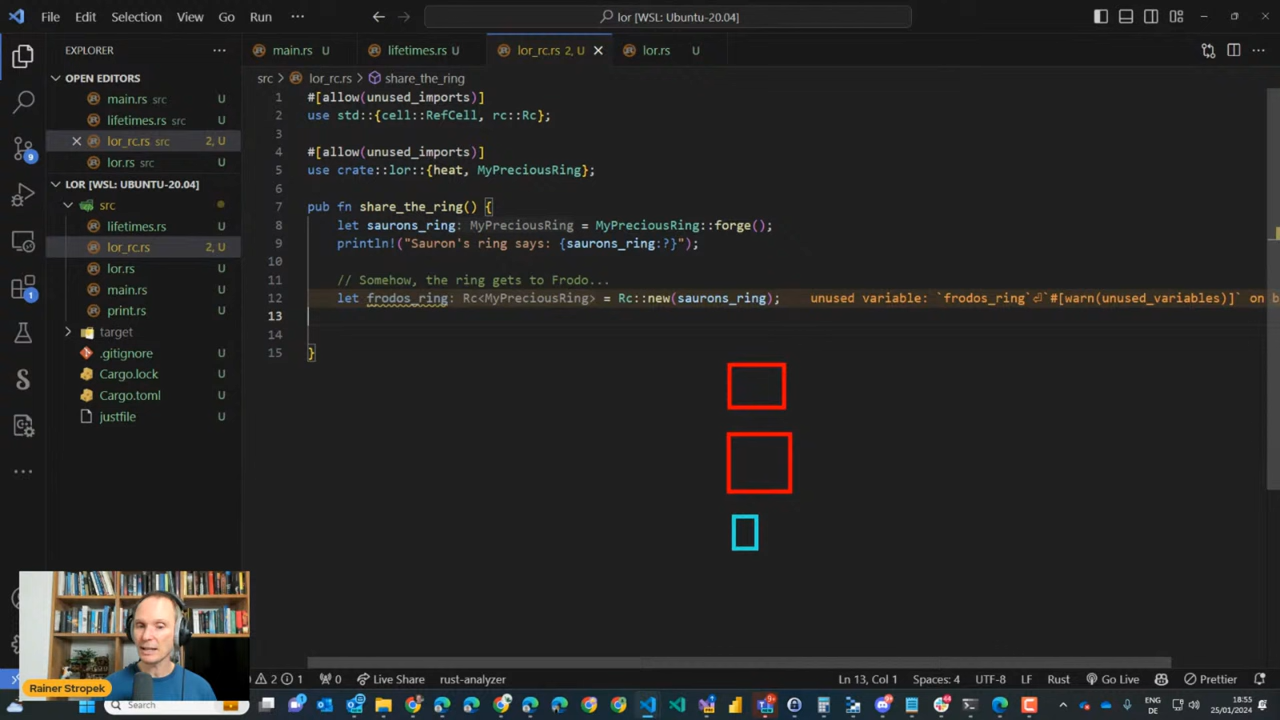 File Edit Selection View Go Run ··· lor [WSL: Ubuntu-20.04]
EXPLORER ···
main.rs U lifetimes.rs U lor_rc.rs 2, U lor.rs U
OPEN EDITORS
src > lor_rc.rs > share_the_ring
main.rs src U
lifetimes.rs src U
lor_rc.rs src 2, U
lor.rs src U
LOR [WSL: UBUNTU-20.04]
src
lifetimes.rs U
lor_rc.rs 2, U
lor.rs U
main.rs U
print.rs U
target
.gitignore U
Cargo.lock U
Cargo.toml U
justfile U
9
1
1 #[allow(unused_imports)]
2 use std::{cell::RefCell, rc::Rc};
3
4 #[allow(unused_imports)]
5 use crate::lor::{heat, MyPreciousRing};
6
7 pub fn share_the_ring() {
8 let saurons_ring: MyPreciousRing = MyPreciousRing::forge();
9 println!("Sauron's ring says: {saurons_ring:?}");
10
11 // Somehow, the ring gets to Frodo...
12 let frodos_ring: Rc<MyPreciousRing> = Rc::new(saurons_ring); unused variable: `frodos_ring`⏎`#[warn(unused_variables)]` on b
13
14
15 }
Rainer Stropek
2 1 0 Live Share rust-analyzer Ln 13, Col 1 Spaces: 4 UTF-8 LF Rust Go Live Prettier
Search
ENG
DE
18:55
25/01/2024